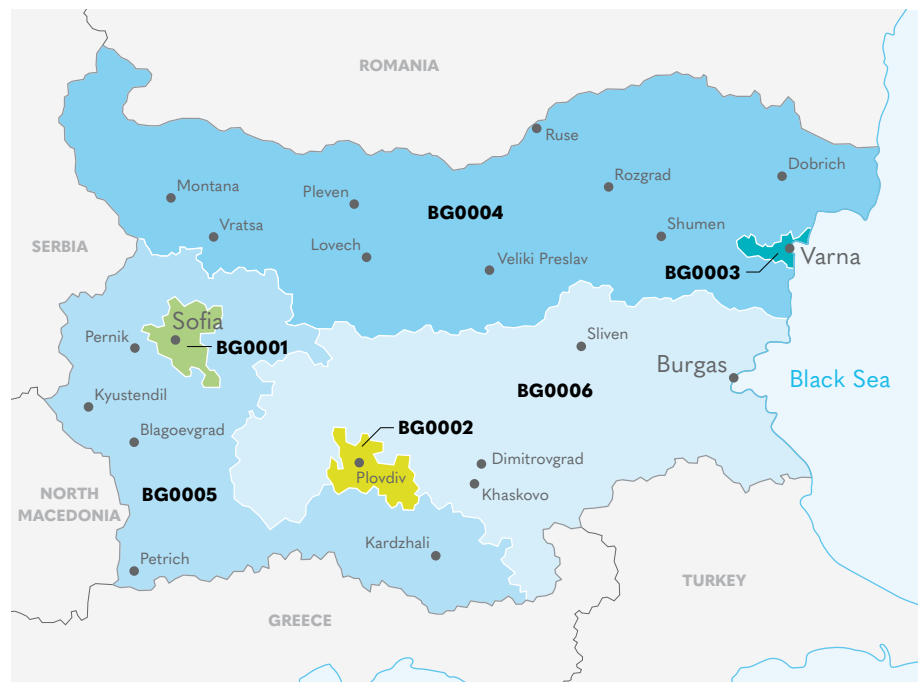 ROMANIA
Ruse
Dobrich
Rozgrad
Montana
Pleven
BG0004
Vratsa
Shumen
SERBIA
Lovech
Veliki Preslav
BG0003
Varna
Sofia
Pernik
BG0001
Sliven
Burgas
Black Sea
BG0006
Kyustendil
BG0002
Blagoevgrad
Dimitrovgrad
Plovdiv
BG0005
Khaskovo
NORTH
MACEDONIA
Kardzhali
Petrich
TURKEY
GREECE